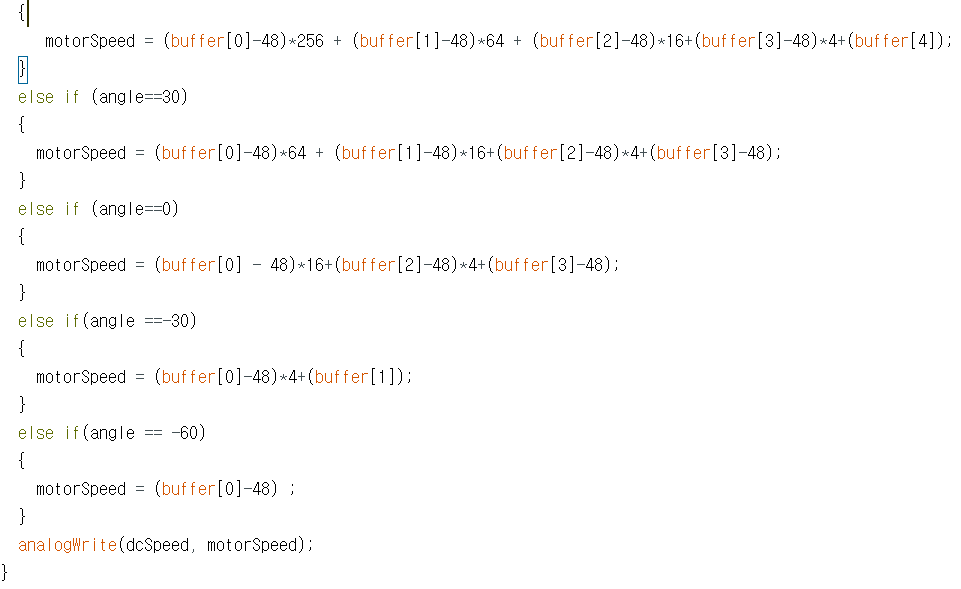 {
motorSpeed = (buffer[0]-48)*256 + (buffer[1]-48)*64 + (buffer[2]-48)*16+(buffer[3]-48)*4+(buffer[4]);
}
else if (angle==30)
{
motorSpeed = (buffer[0]-48)*64 + (buffer[1]-48)*16+(buffer[2]-48)*4+(buffer[3]-48);
}
else if (angle==0)
{
motorSpeed = (buffer[0] - 48)*16+(buffer[2]-48)*4+(buffer[3]-48);
}
else if(angle ==-30)
{
motorSpeed = (buffer[0]-48)*4+(buffer[1]);
}
else if(angle == -60)
{
motorSpeed = (buffer[0]-48) ;
}
analogWrite(dcSpeed, motorSpeed);
}